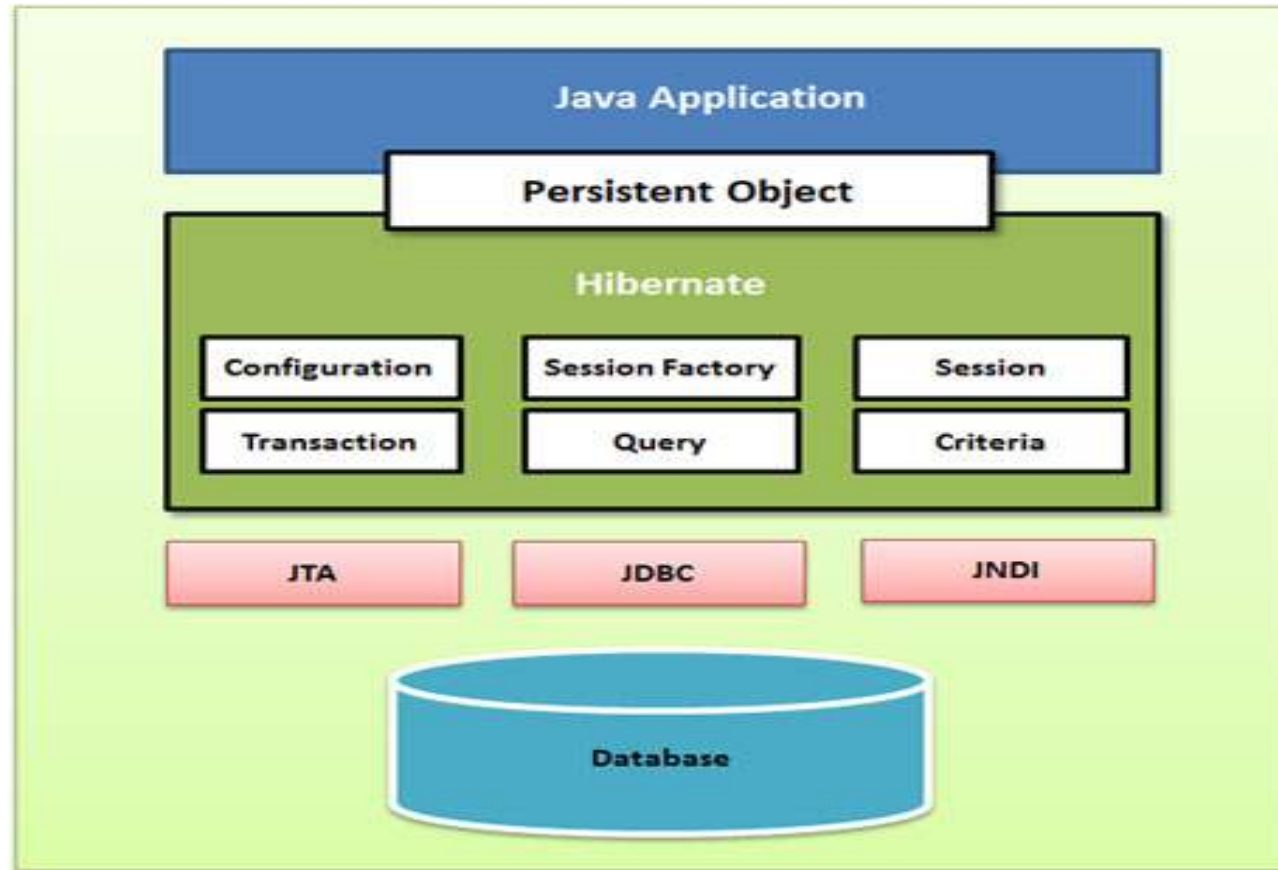 Java Application
Persistent Object
Hibernate
Configuration
Session Factory
Session
Transaction
Query
Criteria
JTA
JDBC
JNDI
Database